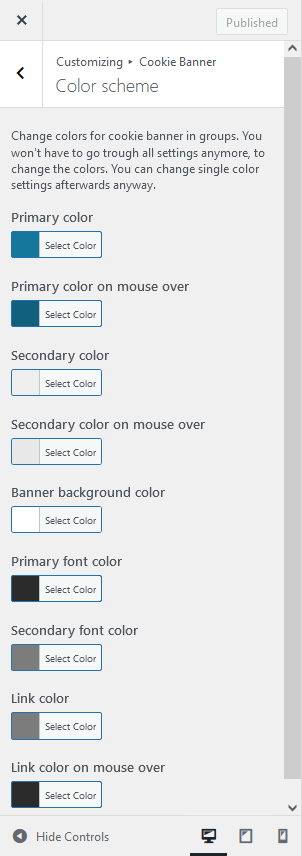 Published
Customizing ▸ Cookie Banner
Color scheme
Change colors for cookie banner in groups. You
won't have to go trough all settings anymore, to
change the colors. You can change single color
settings afterwards anyway.
Primary color
Select Color
Primary color on mouse over
Select Color
Secondary color
Select Color
Secondary color on mouse over
Select Color
Banner background color
Select Color
Primary font color
Select Color
Secondary font color
Select Color
Link color
Select Color
Link color on mouse over
Select Color
Hide Controls